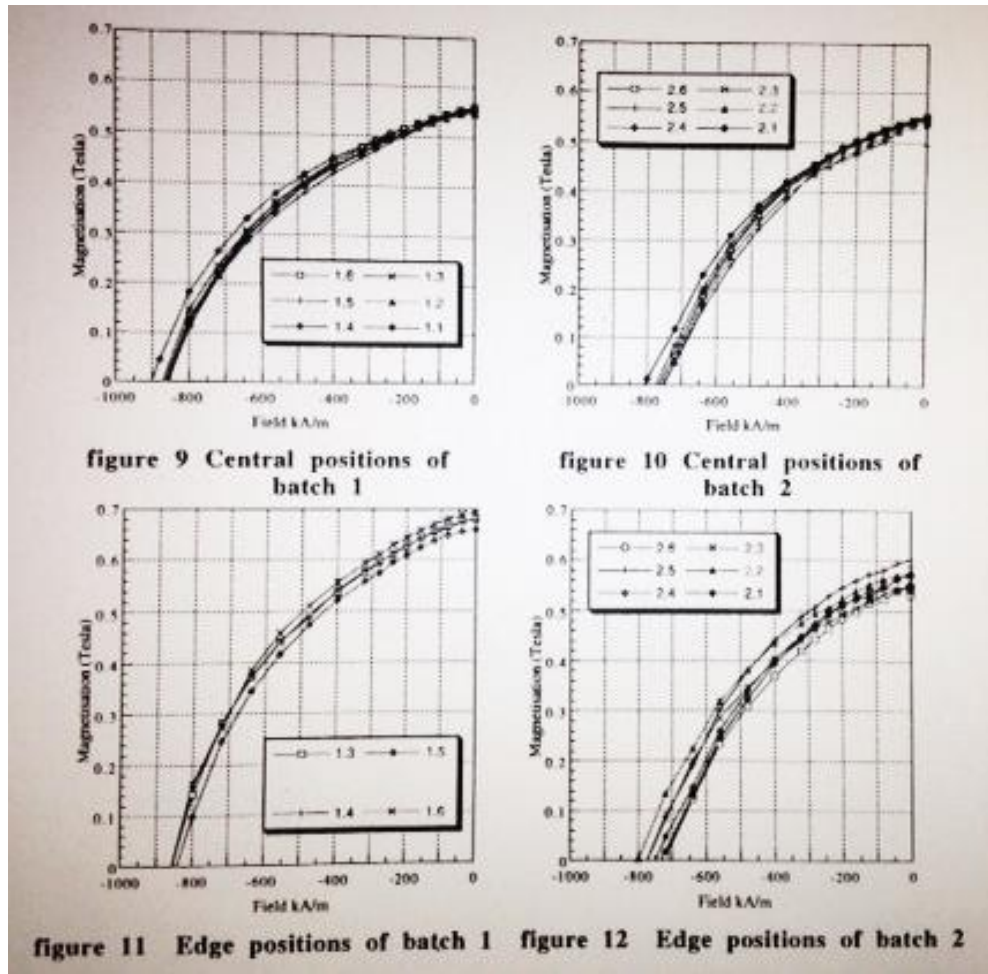 0.7
0.6
0.5
0.4
0.3
0.2
0.1
0
Magnetisation (Tesla)
1.6 1.3
1.5 1.2
1.4 1.1
-1000 -800 -600 -400 -200 0
Field kA/m
figure 9 Central positions of
batch 1
0.7
0.6
0.5
0.4
0.3
0.2
0.1
0
Magnetisation (Tesla)
2.6 2.3
2.5 2.2
2.4 2.1
-1000 -800 -600 -400 -200 0
Field kA/m
figure 10 Central positions of
batch 2
0.7
0.6
0.5
0.4
0.3
0.2
0.1
0
Magnetisation (Tesla)
1.3 1.5
1.4 1.6
-1000 -800 -600 -400 -200 0
Field kA/m
figure 11 Edge positions of batch 1
0.7
0.6
0.5
0.4
0.3
0.2
0.1
0
Magnetisation (Tesla)
2.6 2.3
2.5 2.2
2.4 2.1
-1000 -800 -600 -400 -200 0
Field kA/m
figure 12 Edge positions of batch 2